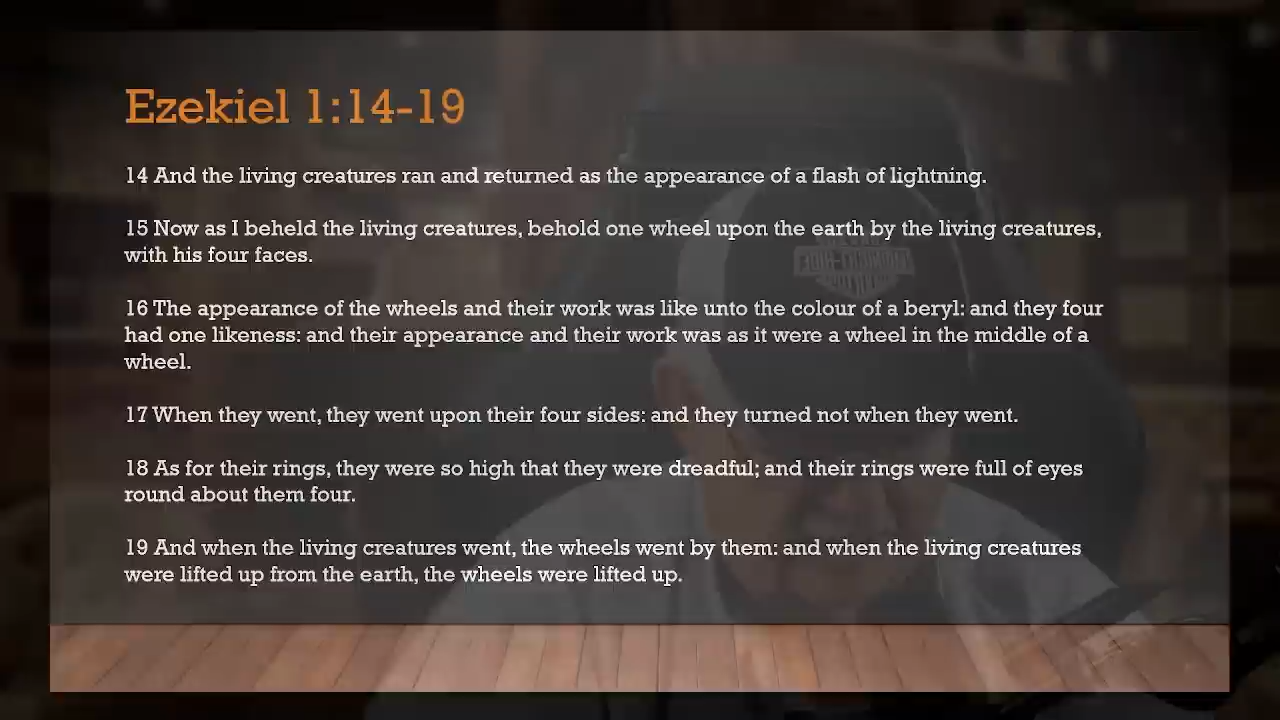 Ezekiel 1:14-19
14 And the living creatures ran and returned as the appearance of a flash of lightning.
15 Now as I beheld the living creatures, behold one wheel upon the earth by the living creatures,
with his four faces.
16 The appearance of the wheels and their work was like unto the colour of a beryl: and they four
had one likeness: and their appearance and their work was as it were a wheel in the middle of a
wheel.
17 When they went, they went upon their four sides: and they turned not when they went.
18 As for their rings, they were so high that they were dreadful; and their rings were full of eyes
round about them four.
19 And when the living creatures went, the wheels went by them: and when the living creatures
were lifted up from the earth, the wheels were lifted up.